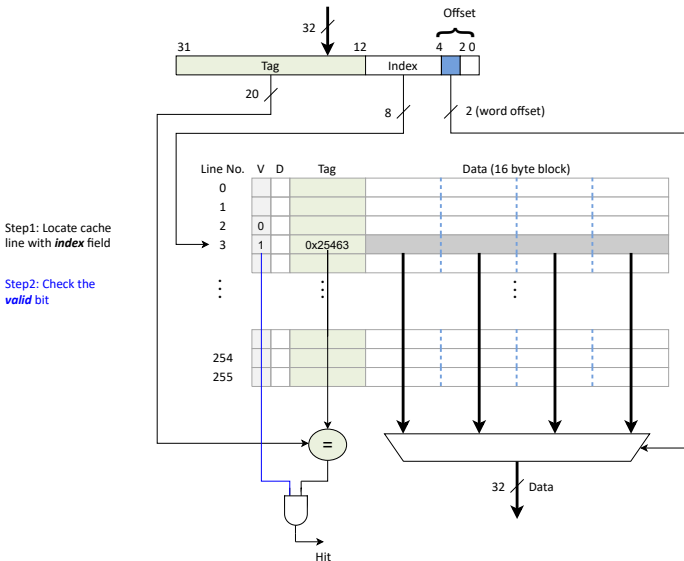 Offset
32
31 12 4 2 0
Tag Index
20 8 2 (word offset)
Line No. V D Tag Data (16 byte block)
0
1
2 0
Step1: Locate cache
line with index field
3 1 0x25463
Step2: Check the
valid bit
254
255
=
32 Data
Hit